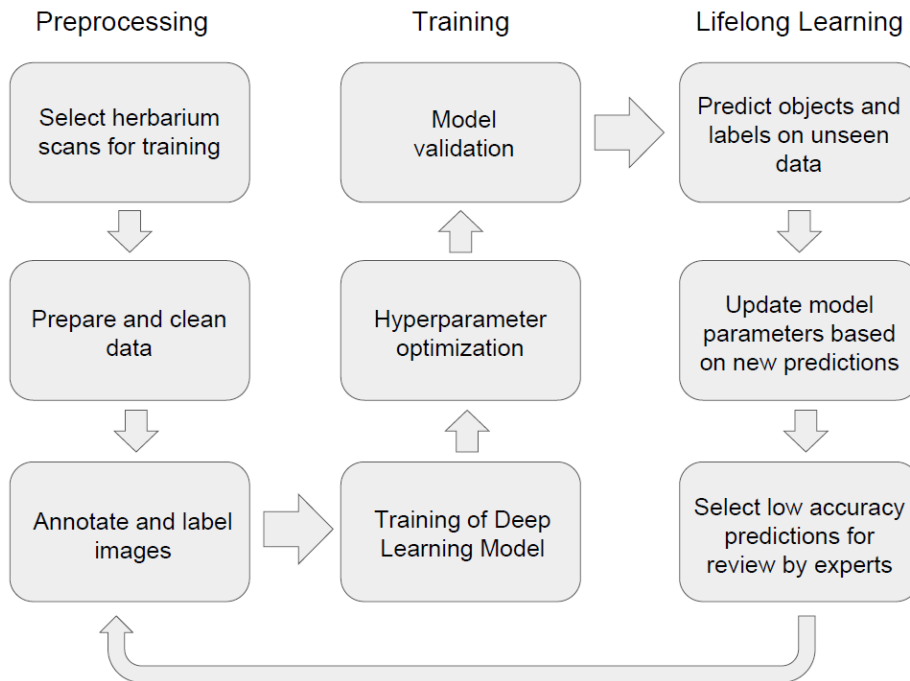 Preprocessing
Select herbarium
scans for training
Prepare and clean
data
Annotate and label
images
Training
Model
validation
Hyperparameter
optimization
Training of Deep
Learning Model
Lifelong Learning
Predict objects and
labels on unseen
data
Update model
parameters based
on new predictions
Select low accuracy
predictions for
review by experts